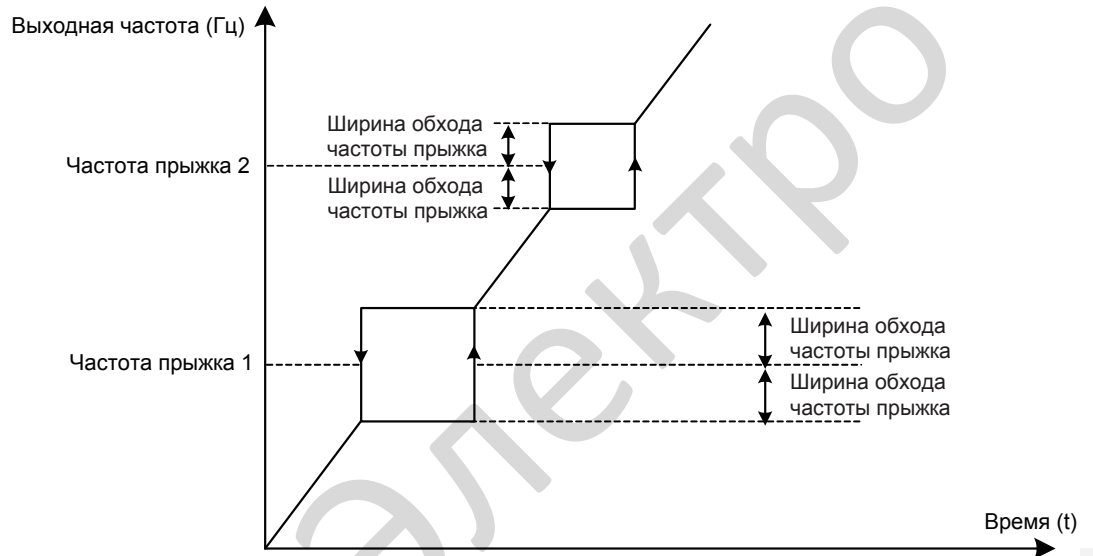 Выходная частота (Гц)
Ширина обхода
частоты прыжка
Частота прыжка 2
Ширина обхода
частоты прыжка
Ширина обхода
частоты прыжка
Частота прыжка 1
Ширина обхода
частоты прыжка
Время (t)
Электро